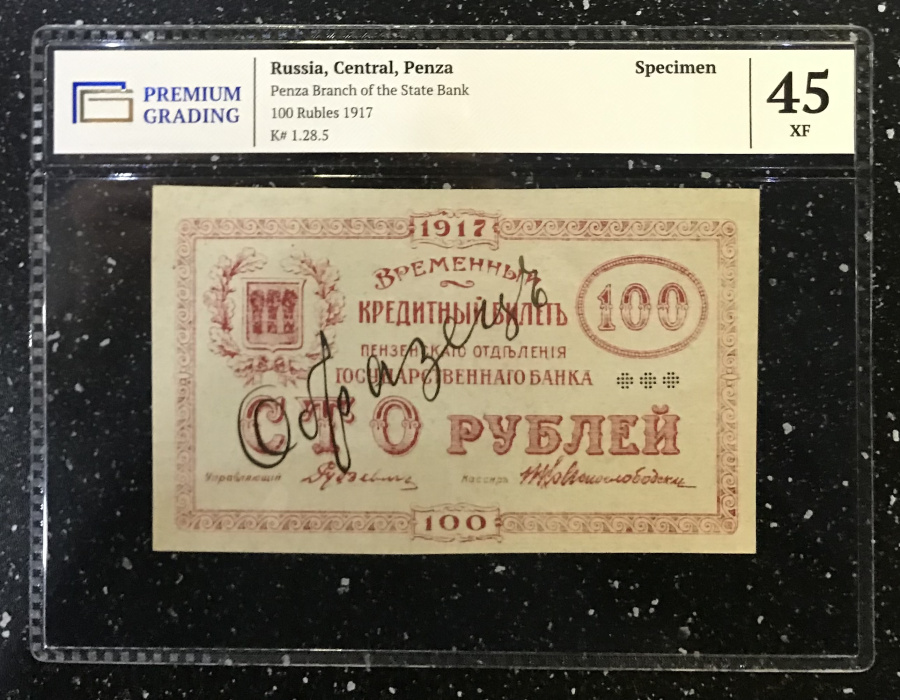 PREMIUM
GRADING
Russia, Central, Penza
Penza Branch of the State Bank
100 Rubles 1917
K# 1.28.5
Specimen
45
XF
1917
ВРЕМЕННЫЙ
КРЕДИТНЫЙ БИЛЕТЪ
100
ПЕНЗЕНСКАГО ОТДѢЛЕНІЯ
ГОСУДАРСТВЕННАГО БАНКА
Образецъ
СТО РУБЛЕЙ
Управляющій
Кассиръ
100